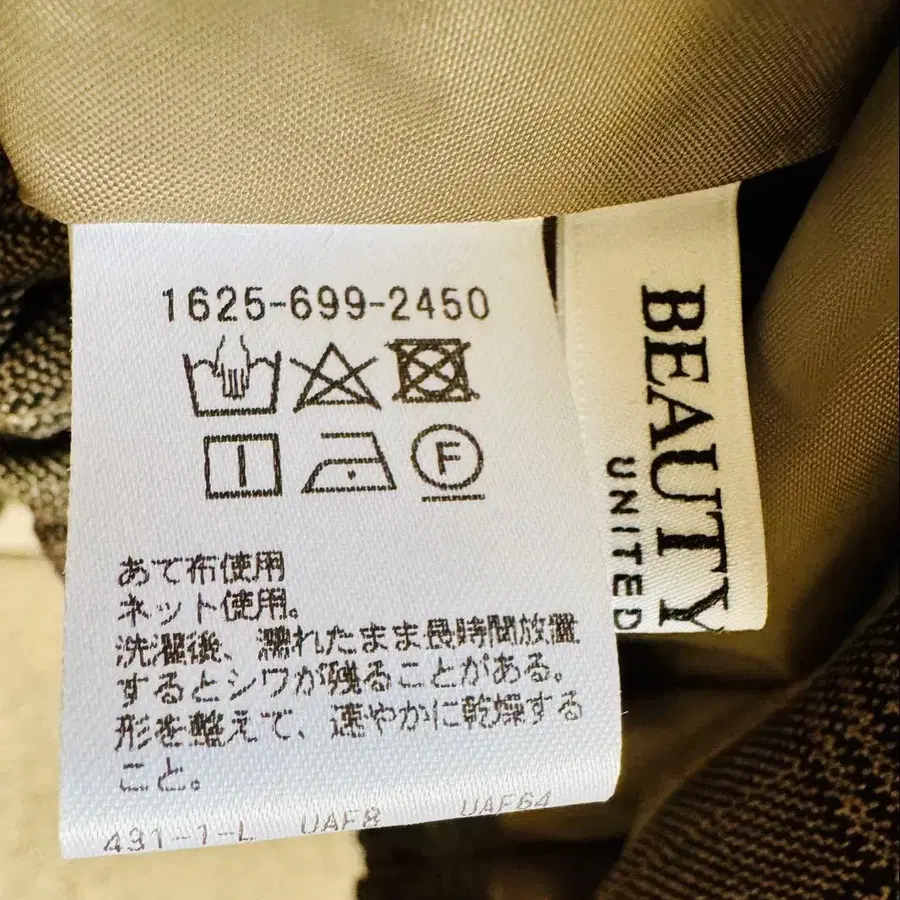 1625-699-2450
F
あて布使用
ネット使用。
洗濯後、濡れたまま長時間放置
するとシワが残ることがある。
形を整えて、速やかに乾燥する
こと。
431-1-L UAF8 UAF64
BEAUTY
UNITED